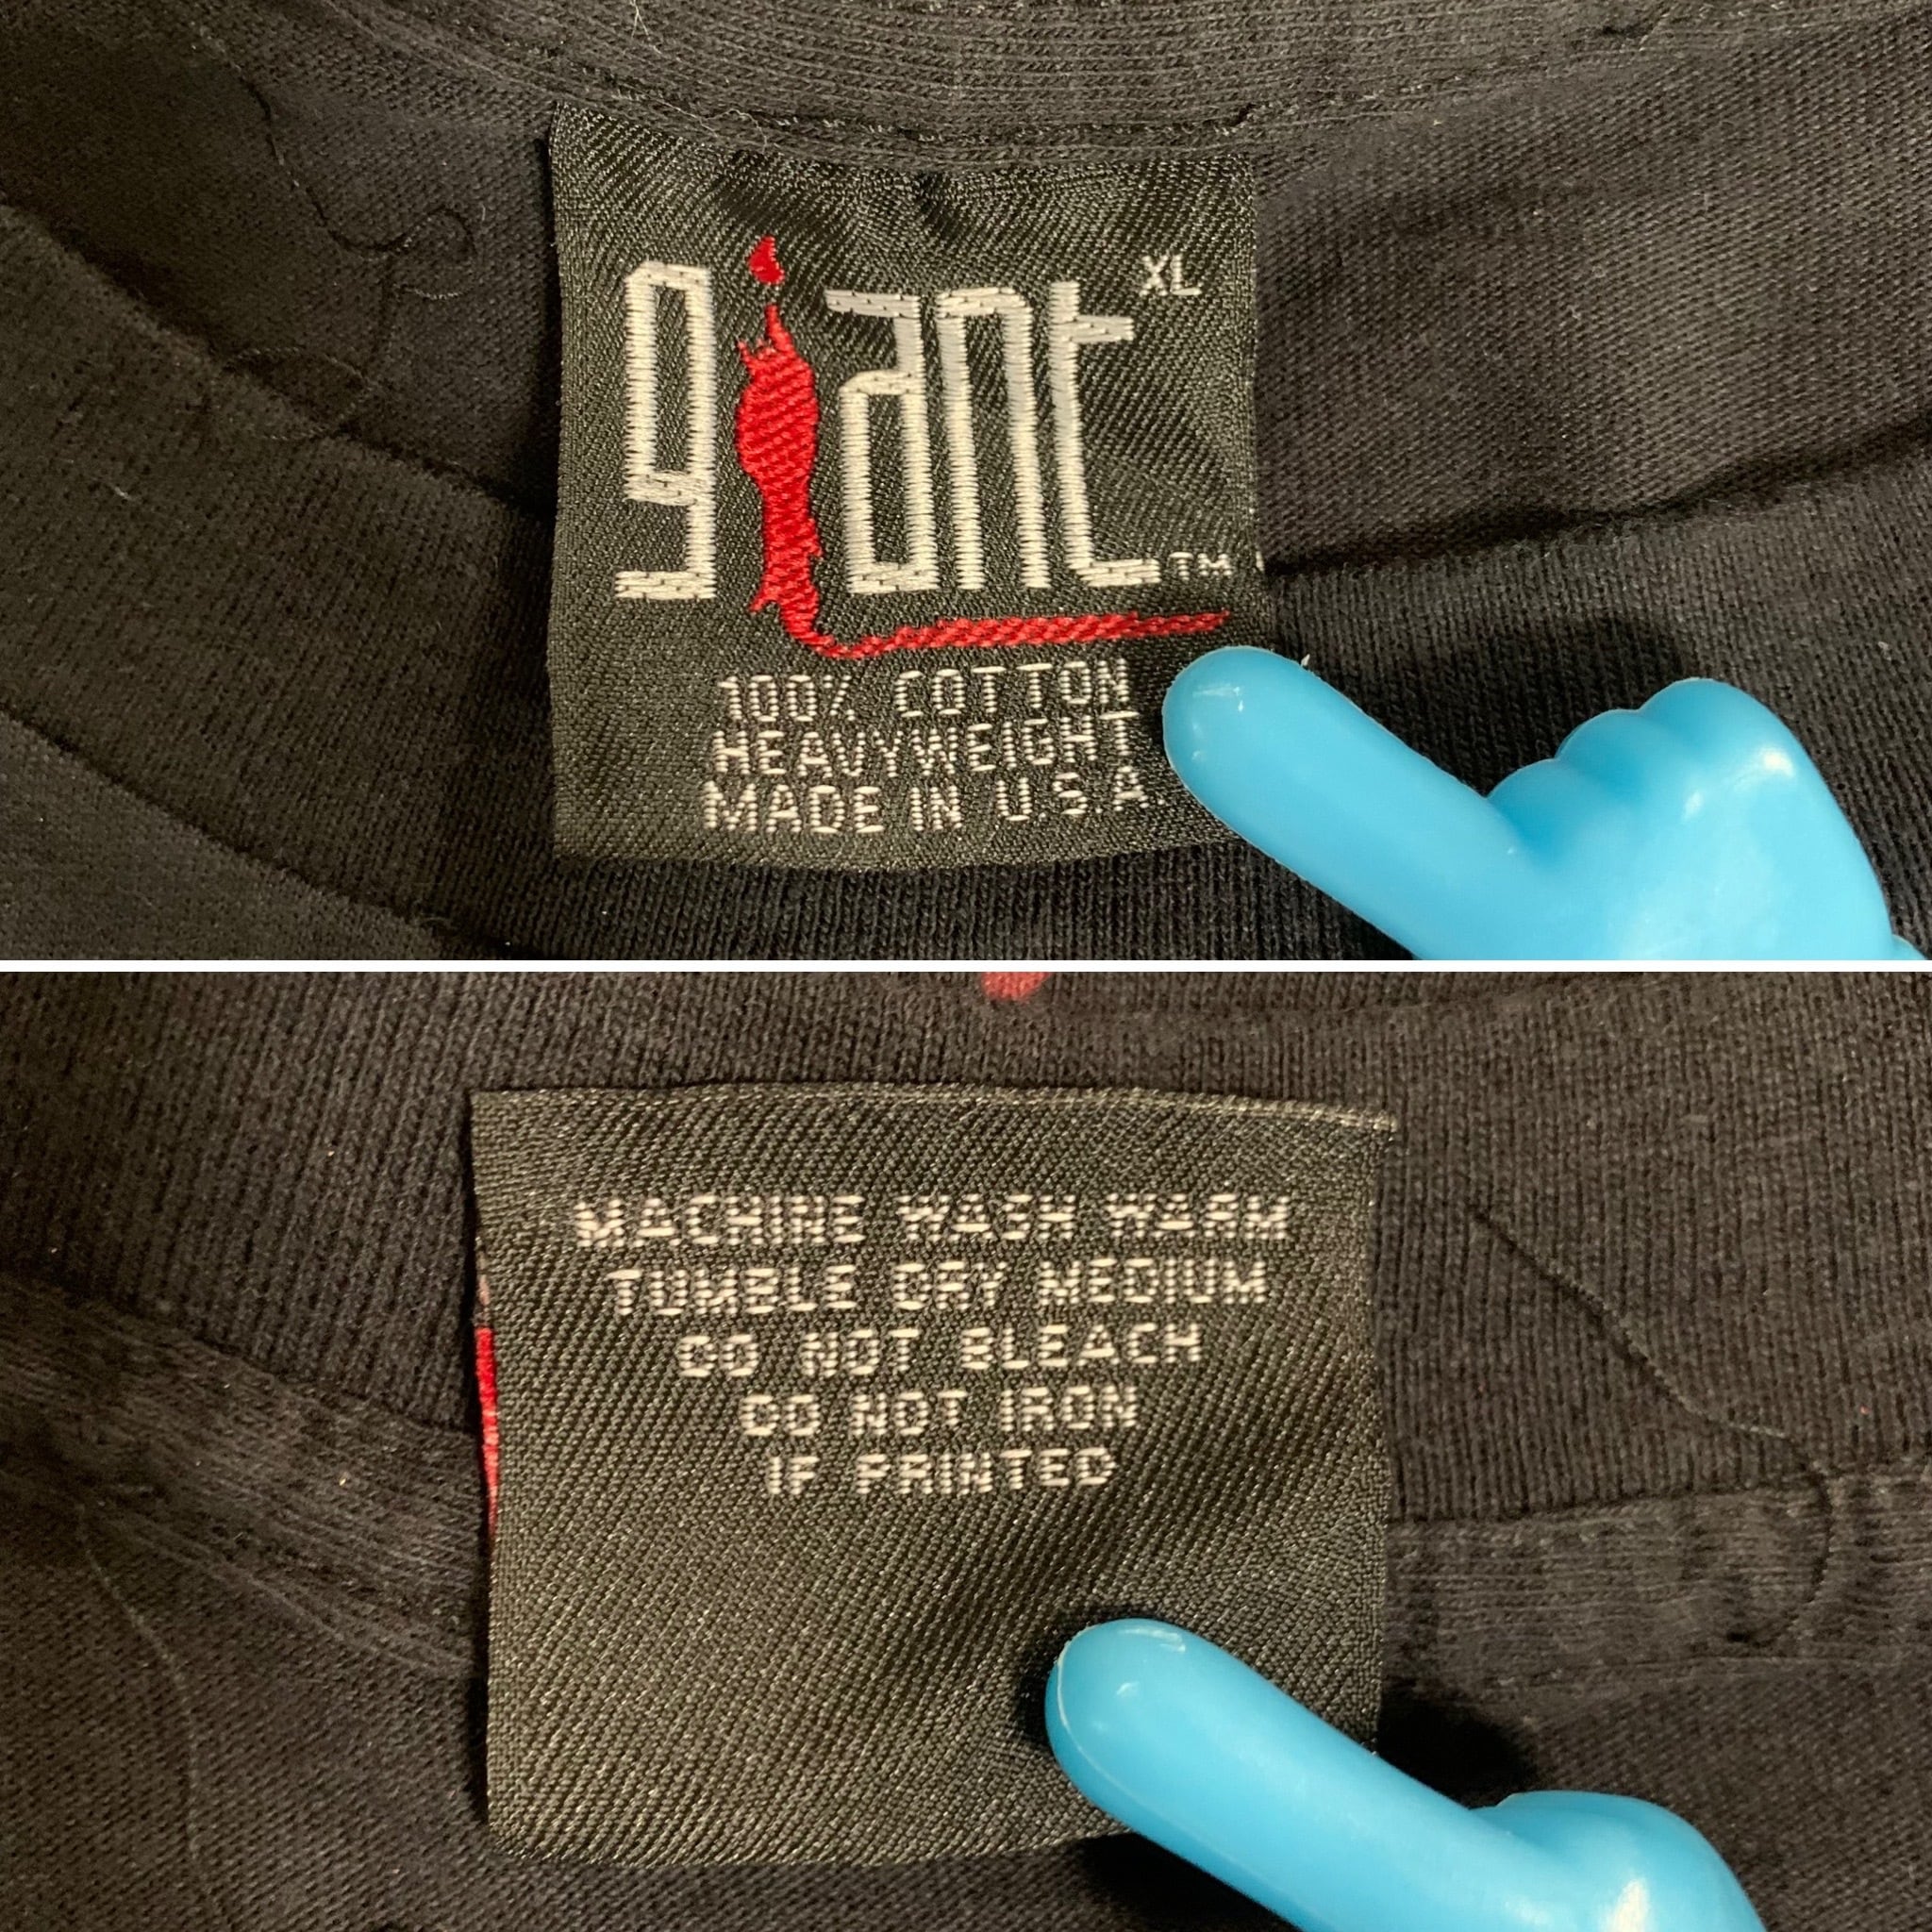 giant XL
TM
100% COTTON
HEAVYWEIGHT
MADE IN U.S.A.
MACHINE WASH WARM
TUMBLE DRY MEDIUM
DO NOT BLEACH
DO NOT IRON
IF PRINTED